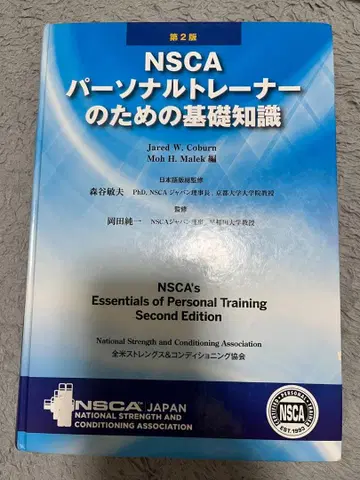 第2版
NSCA
パーソナルトレーナー
のための基礎知識
Jared W. Coburn
Moh H. Malek 編
日本語版総監修
森谷敏夫 PhD, NSCA ジャパン理事長, 京都大学大学院教授
監修
岡田純一 NSCAジャパン理事, 早稲田大学教授
NSCA's
Essentials of Personal Training
Second Edition
National Strength and Conditioning Association
全米ストレングス&コンディショニング協会
NSCA JAPAN
NATIONAL STRENGTH AND
CONDITIONING ASSOCIATION
CERTIFIED PERSONAL TRAINER
NSCA
EST.1993